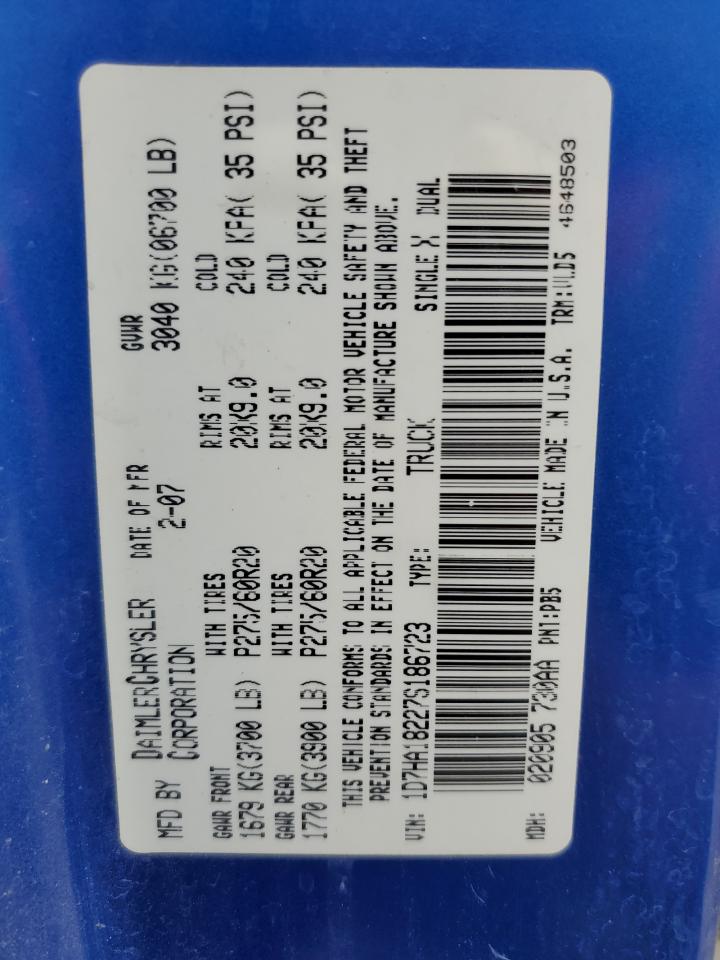 MFD BY DAIMLERCHRYSLER CORPORATION DATE OF MFR 2-07 GVWR 3040 KG(06700 LB)
GAWR FRONT WITH TIRES RIMS AT COLD
1679 KG(3700 LB) P275/60R20 20X9.0 240 KPA( 35 PSI)
GAWR REAR WITH TIRES RIMS AT COLD
1770 KG(3900 LB) P275/60R20 20X9.0 240 KPA( 35 PSI)
THIS VEHICLE CONFORMS TO ALL APPLICABLE FEDERAL MOTOR VEHICLE SAFETY AND THEFT
PREVENTION STANDARDS IN EFFECT ON THE DATE OF MANUFACTURE SHOWN ABOVE.
VIN: 1D7HA18227S186723 TYPE: TRUCK SINGLE X DUAL
MDH: 020905 730AA PNT:PB5 VEHICLE MADE IN U.S.A. TRM: 4648503